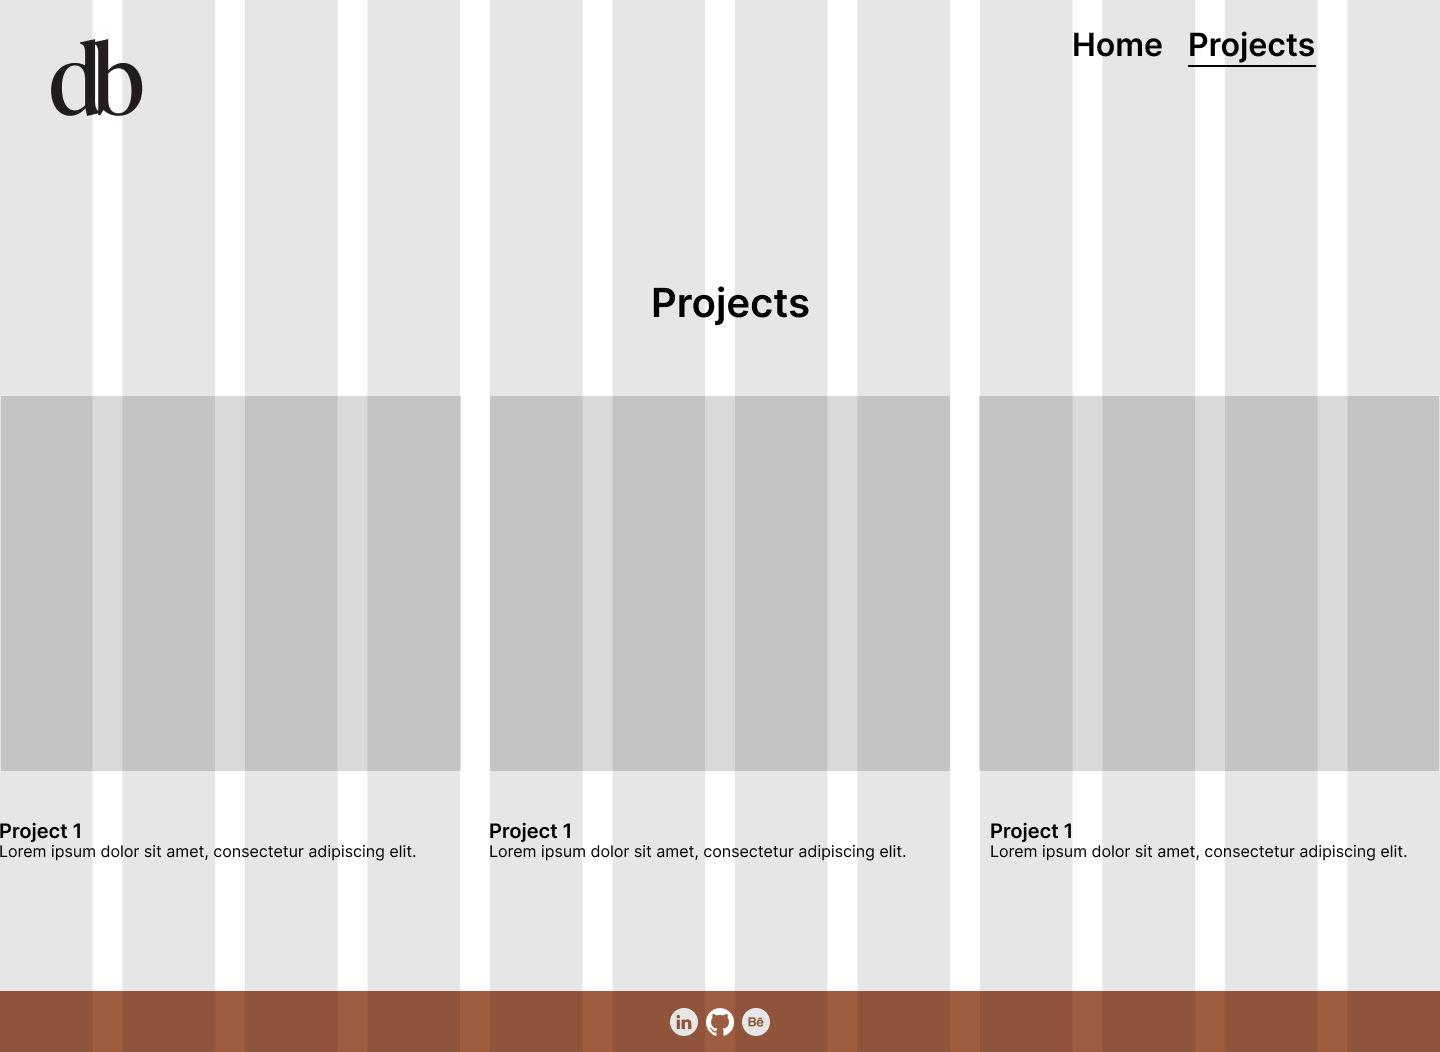 db
Home Projects
Projects
Project 1
Lorem ipsum dolor sit amet, consectetur adipiscing elit.
Project 1
Lorem ipsum dolor sit amet, consectetur adipiscing elit.
Project 1
Lorem ipsum dolor sit amet, consectetur adipiscing elit.
in Bē